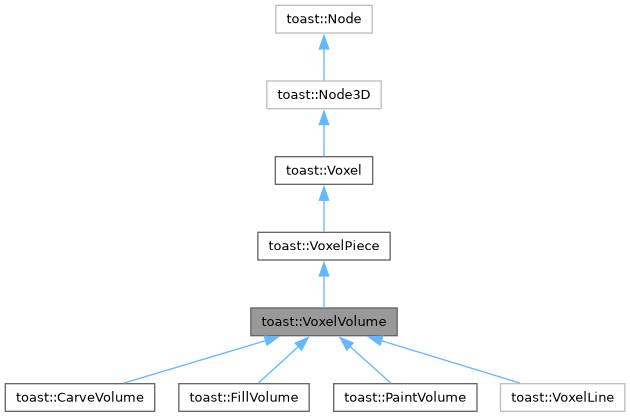 toast::Node
toast::Node3D
toast::Voxel
toast::VoxelPiece
toast::VoxelVolume
toast::CarveVolume
toast::FillVolume
toast::PaintVolume
toast::VoxelLine